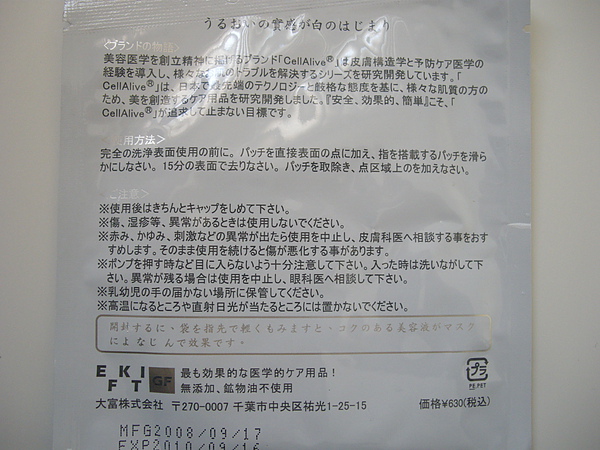 うるおいの實感が白のはじまり
<ブランドの物語>
美容医学を創立精神に掲げるブランド「CellAlive®」は皮膚構造学と予防ケア医学の
経験を導入し、様々な のトラブルを解決するシリーズを研究開発しています。「
CellAlive®」は、日本で最先端のテクノロジーと厳格な態度を基に、様々な肌質の方の
ため、美を創造するケア用品を研究開発しました。『安全、効果的、簡単』こそ、「
CellAlive®」が追求して止まない目標です。
用方法>
完全の洗浄表面使用の前に。パッチを直接表面の点に加え、指を搭載するパッチを滑ら
かにしなさい。15分の表面で去りなさい。パッチを取除き、点区域上のを加えなさい。
ご注意>
※使用後はきちんとキャップをしめて下さい。
※傷、湿疹等、異常があるときは使用しないでください。
※赤み、かゆみ、刺激などの異常が出たら使用を中止し、皮膚科医へ相談する事をおす
すめします。そのまま使用を続けると傷が悪化する事があります。
※ポンプを押す時など目に入らないよう十分注意して下さい。入った時は洗いながして下
さい。異常が残る場合は使用を中止し、眼科医へ相談して下さい。
※乳幼児の手の届かない場所に保管してください。
※高温になるところや直射日光が当たるところには置かないでください。
開封するに、袋を指先で軽くもみますと、コクのある美容液がマスク
によなじんで効果です。
EKI
FT GF
最も効果的な医学的ケア用品！
無添加、鉱物油不使用
プラ
PE.PET
大富株式会社 〒270-0007 千葉市中央区祐光1-25-15 価格¥630(税込)
MFG2008/09/17
EXP2010/09/16